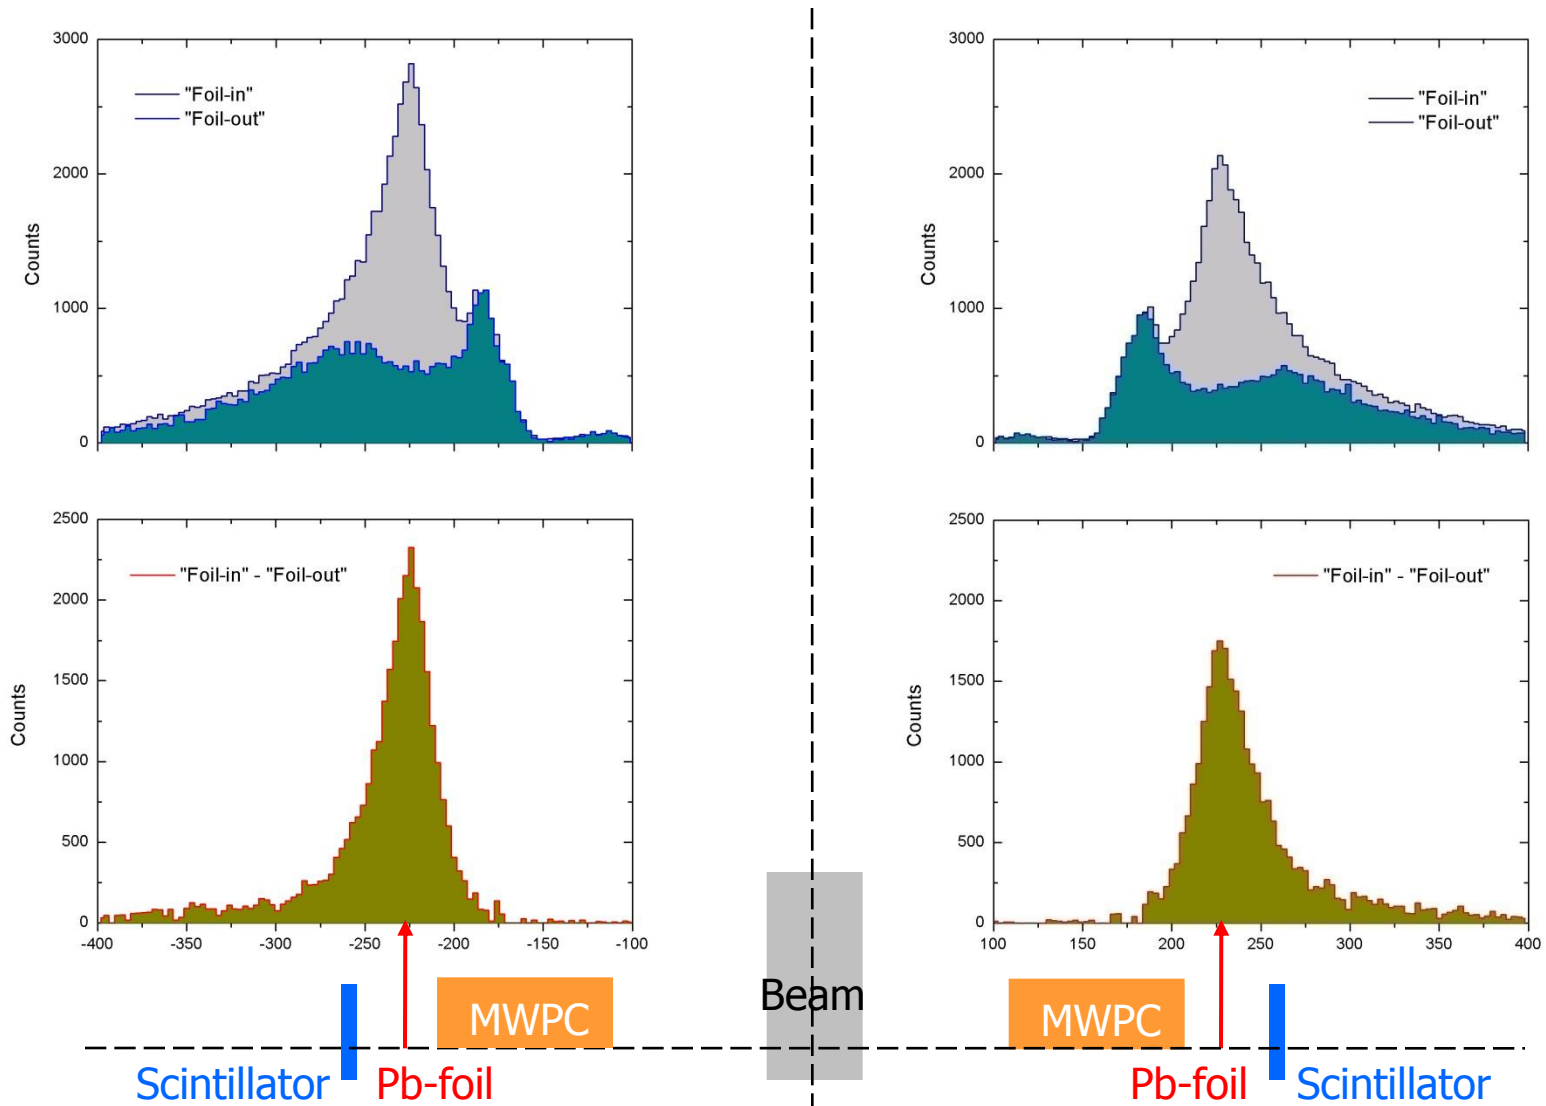 3000
2000
1000
0
Counts
"Foil-in"
"Foil-out"
3000
2000
1000
0
Counts
"Foil-in"
"Foil-out"
2500
2000
1500
1000
500
0
Counts
"Foil-in" - "Foil-out"
-400 -350 -300 -250 -200 -150 -100
2500
2000
1500
1000
500
0
Counts
"Foil-in" - "Foil-out"
100 150 200 250 300 350 400
MWPC
Beam
MWPC
Scintillator Pb-foil
Pb-foil Scintillator